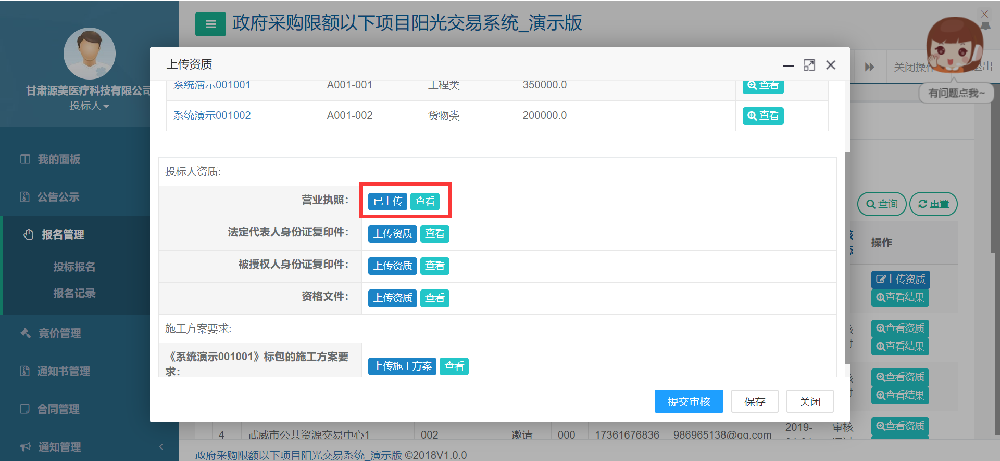 政府采购限额以下项目阳光交易系统_演示版
甘肃源美医疗科技有限公司
投标人
我的面板
公告公示
报名管理
投标报名
报名记录
竞价管理
通知书管理
合同管理
通知管理
关闭操作
退出
有问题点我~
上传资质
系统演示001001 A001-001 工程类 350000.0 查看
系统演示001002 A001-002 货物类 200000.0 查看
投标人资质:
营业执照： 已上传 查看
法定代表人身份证复印件： 上传资质 查看
被授权人身份证复印件： 上传资质 查看
资格文件： 上传资质 查看
施工方案要求:
《系统演示001001》标包的施工方案要
求： 上传施工方案 查看
提交审核 保存 关闭
查询 重置
操作
上传资质
查看结果
查看资质
查看结果
查看资质
查看结果
查看资质
4 武威市公共资源交易中心1 002 邀请 000 17361676836 986965138@qq.com 2019- 审核
政府采购限额以下项目阳光交易系统_演示版 ©2018V1.0.0